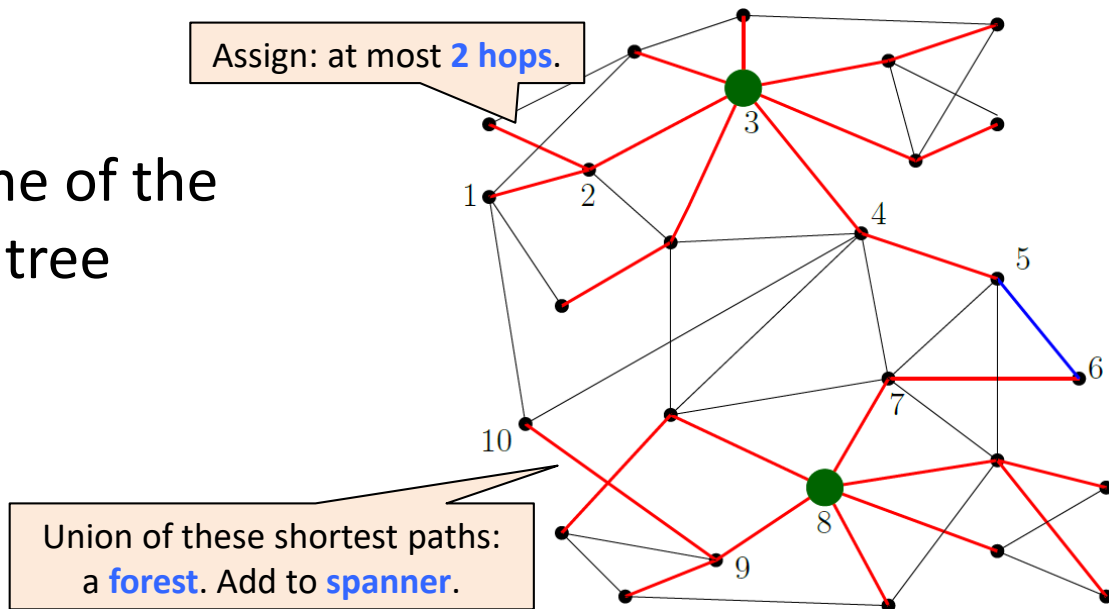 Assign: at most 2 hops.
ne of the
tree
3
1
2
4
5
6
7
10
8
9
Union of these shortest paths:
a forest. Add to spanner.